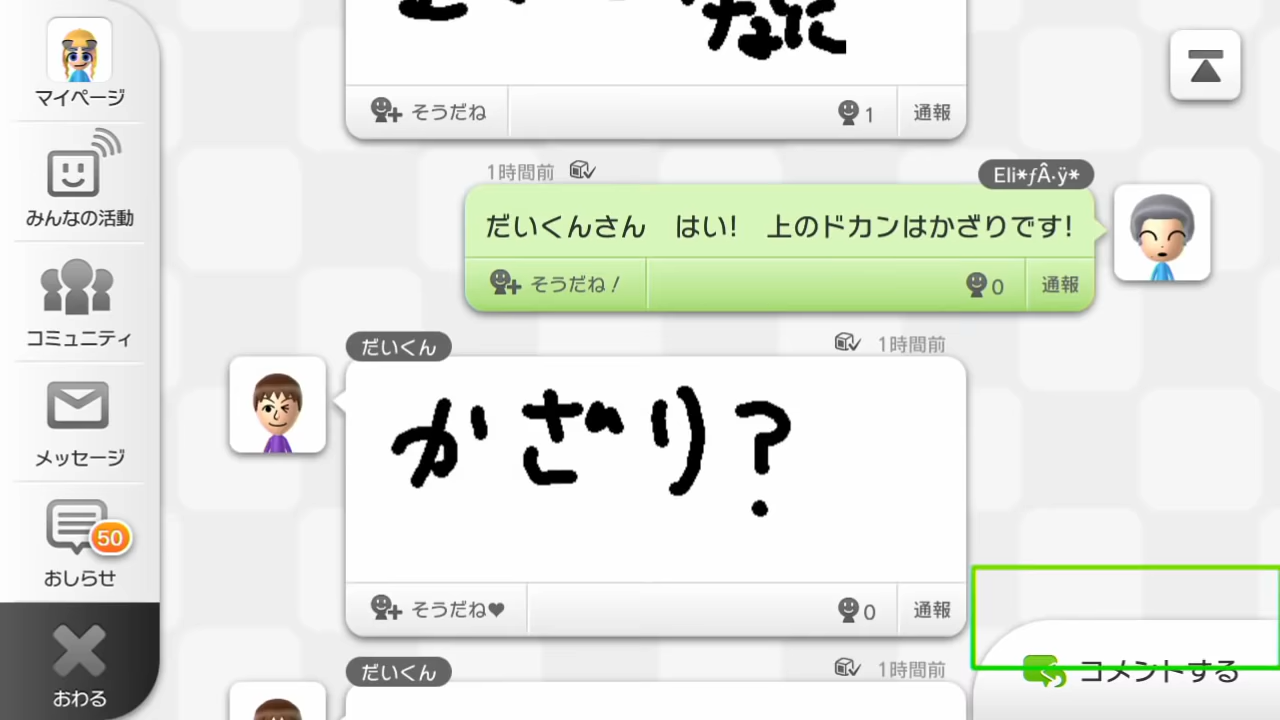 マイページ
みんなの活動
コミュニティ
メッセージ
おしらせ
50
おわる
なに
そうだね
1
通報
1時間前
Eli*ƒÂ·ÿ*
だいくんさん　はい!　上のドカンはかざりです!
そうだね!
0
通報
だいくん
1時間前
かざり?
そうだね♥
0
通報
だいくん
1時間前
コメントする